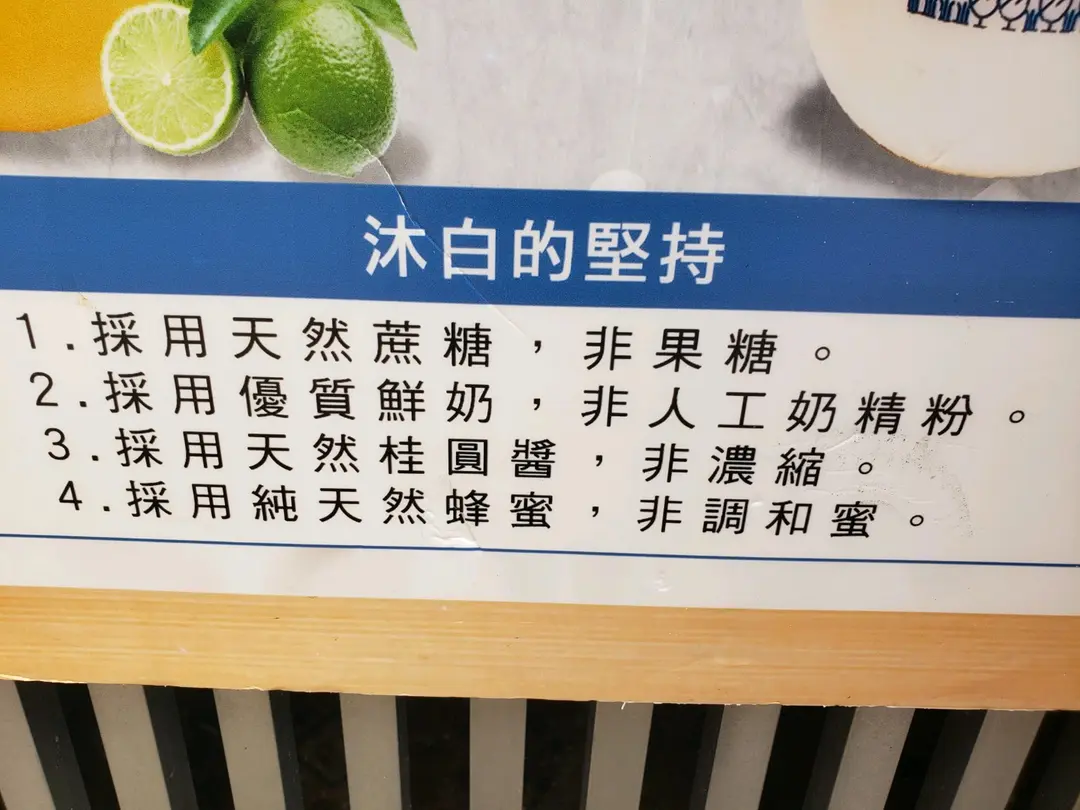 沐白的堅持
1.採用天然蔗糖，非果糖。
2.採用優質鮮奶，非人工奶精粉。
3.採用天然桂圓醬，非濃縮。
4.採用純天然蜂蜜，非調和蜜。